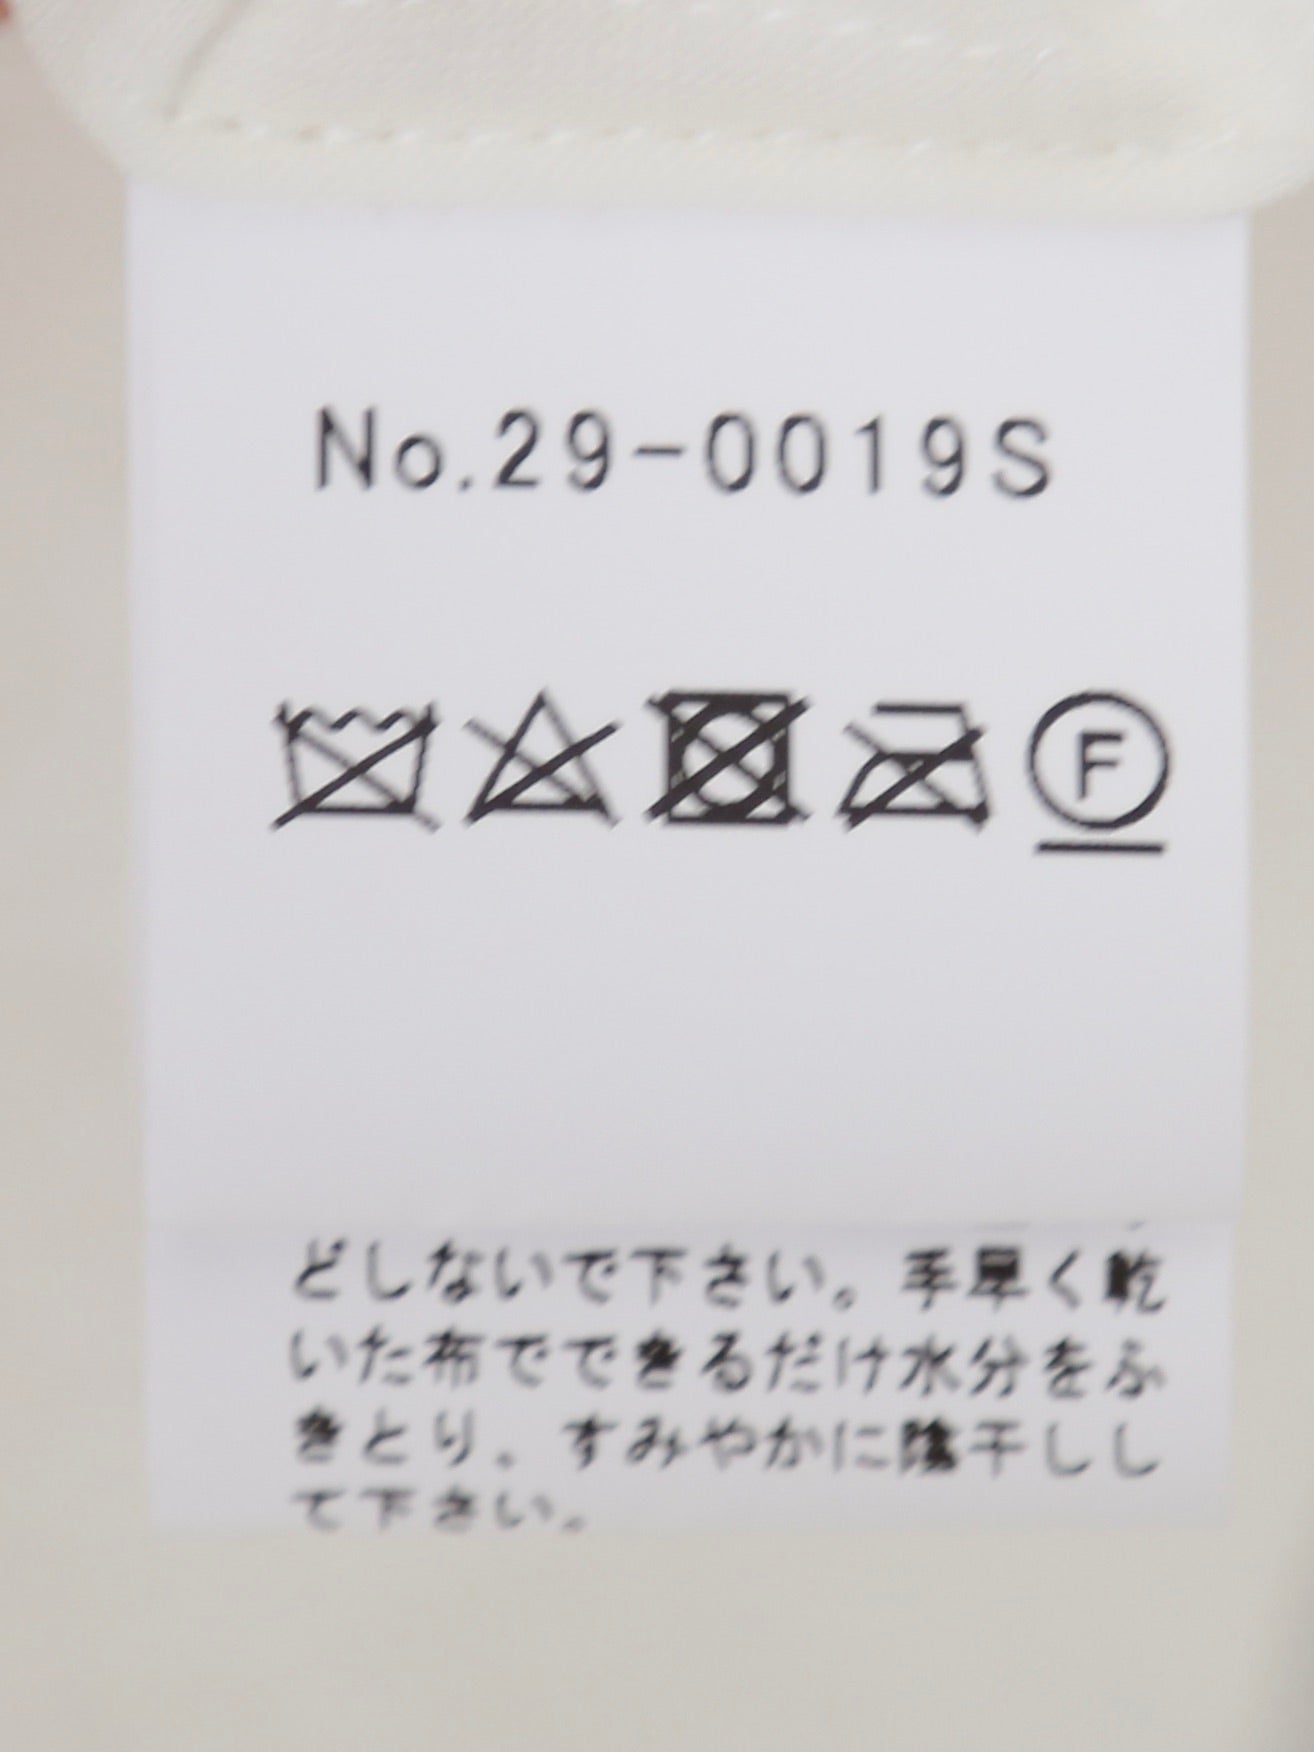 No.29-0019S
F
どしないで下さい。手早く乾
いた布でできるだけ水分をふ
きとり。すみやかに陰干しし
て下さい。